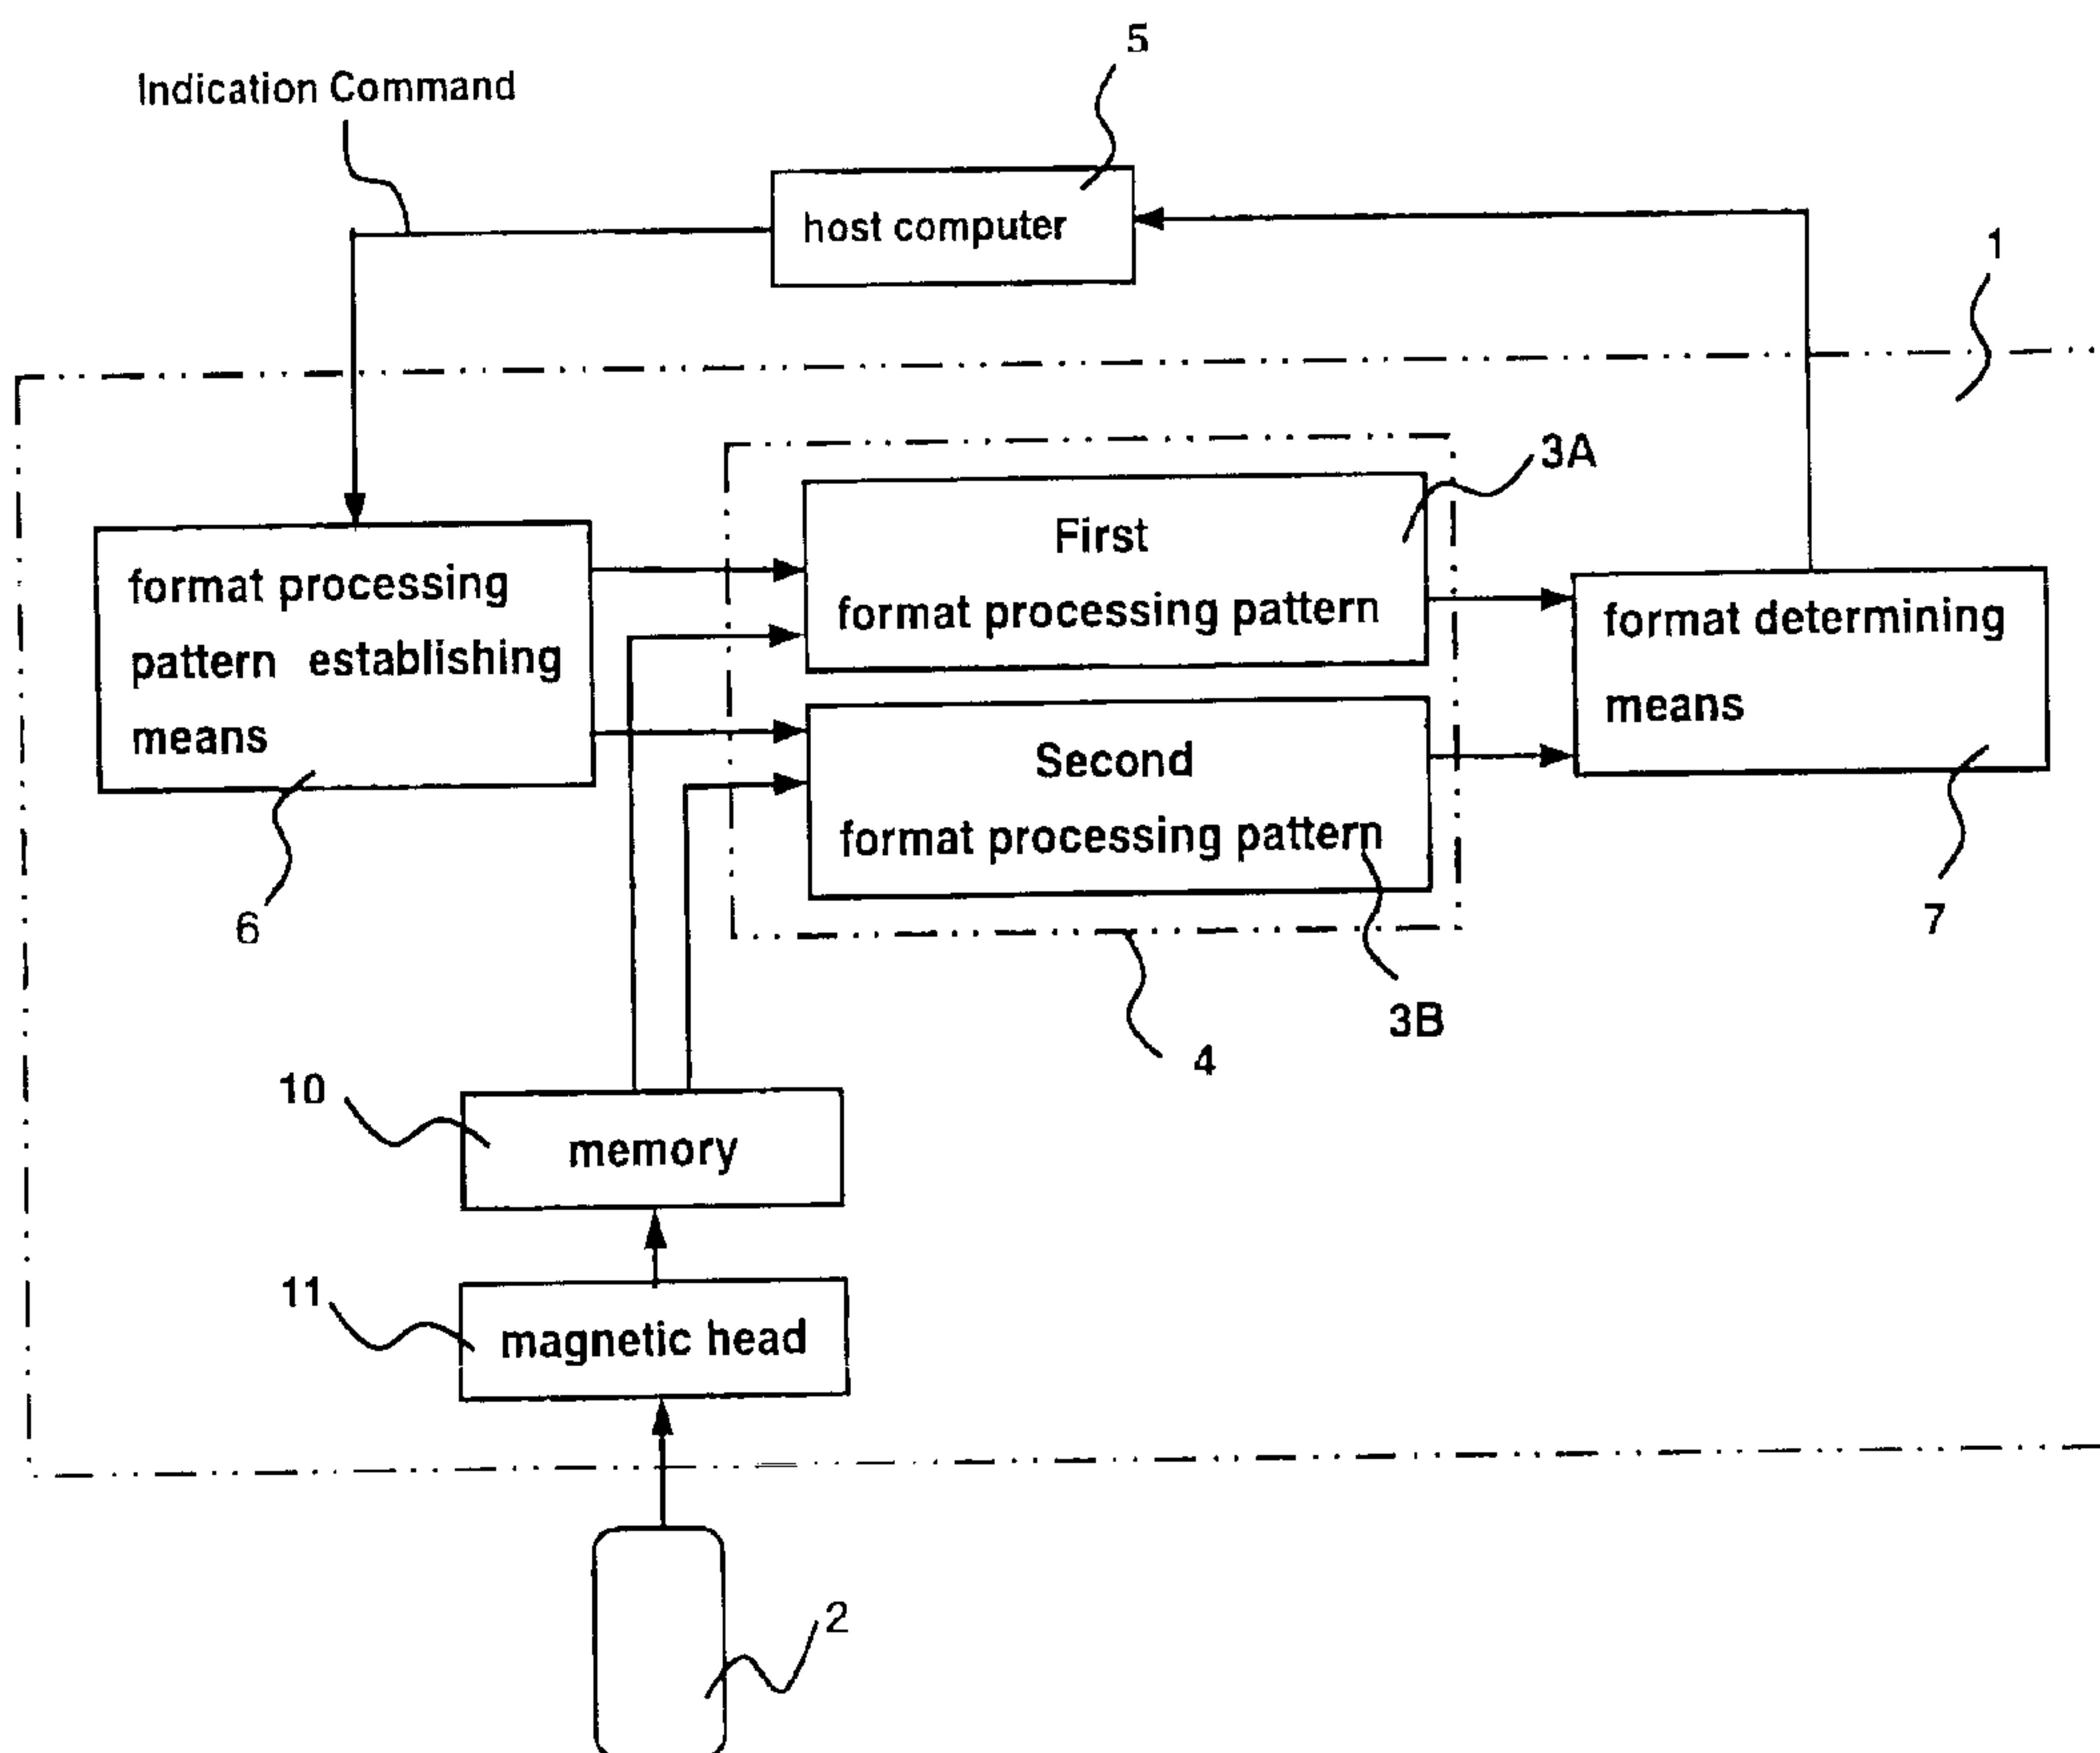 5
Indication Command
host computer
1
3A
First
format processing pattern
format processing
pattern establishing
means
format determining
means
Second
format processing pattern
6
7
3B
4
10
memory
11
magnetic head
2